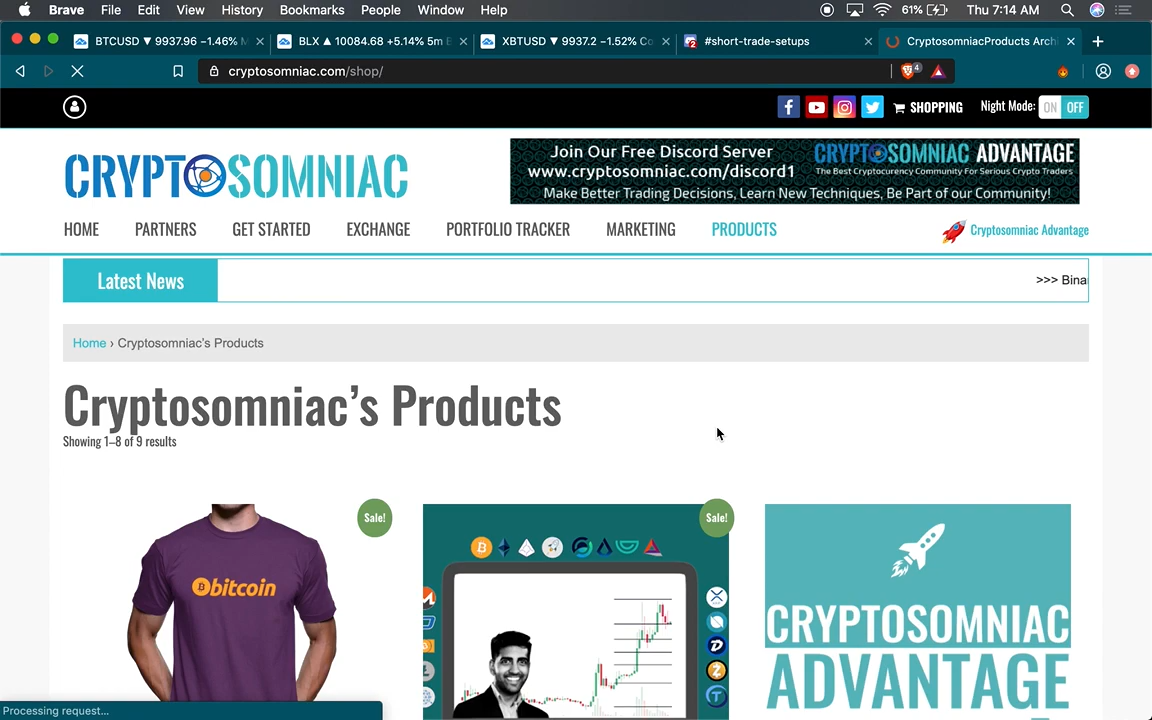 Brave File Edit View History Bookmarks People Window Help 61% Thu 7:14 AM
BTCUSD ▼ 9937.96 −1.46% BLX ▲ 10084.68 +5.14% 5m XBTUSD ▼ 9937.2 −1.52% #short-trade-setups CryptosomniacProducts Archi
cryptosomniac.com/shop/ 4
SHOPPING Night Mode: ON OFF
Join Our Free Discord Server
www.cryptosomniac.com/discord1
Make Better Trading Decisions, Learn New Techniques, Be Part of our Community!
CRYPTOSOMNIAC ADVANTAGE
The Best Cryptocurency Community For Serious Crypto Traders
CRYPTOSOMNIAC
HOME PARTNERS GET STARTED EXCHANGE PORTFOLIO TRACKER MARKETING PRODUCTS Cryptosomniac Advantage
Latest News >>> Bina
Home › Cryptosomniac's Products
Cryptosomniac's Products
Showing 1–8 of 9 results
Sale! Sale!
bitcoin
CRYPTOSOMNIAC
ADVANTAGE
Processing request...